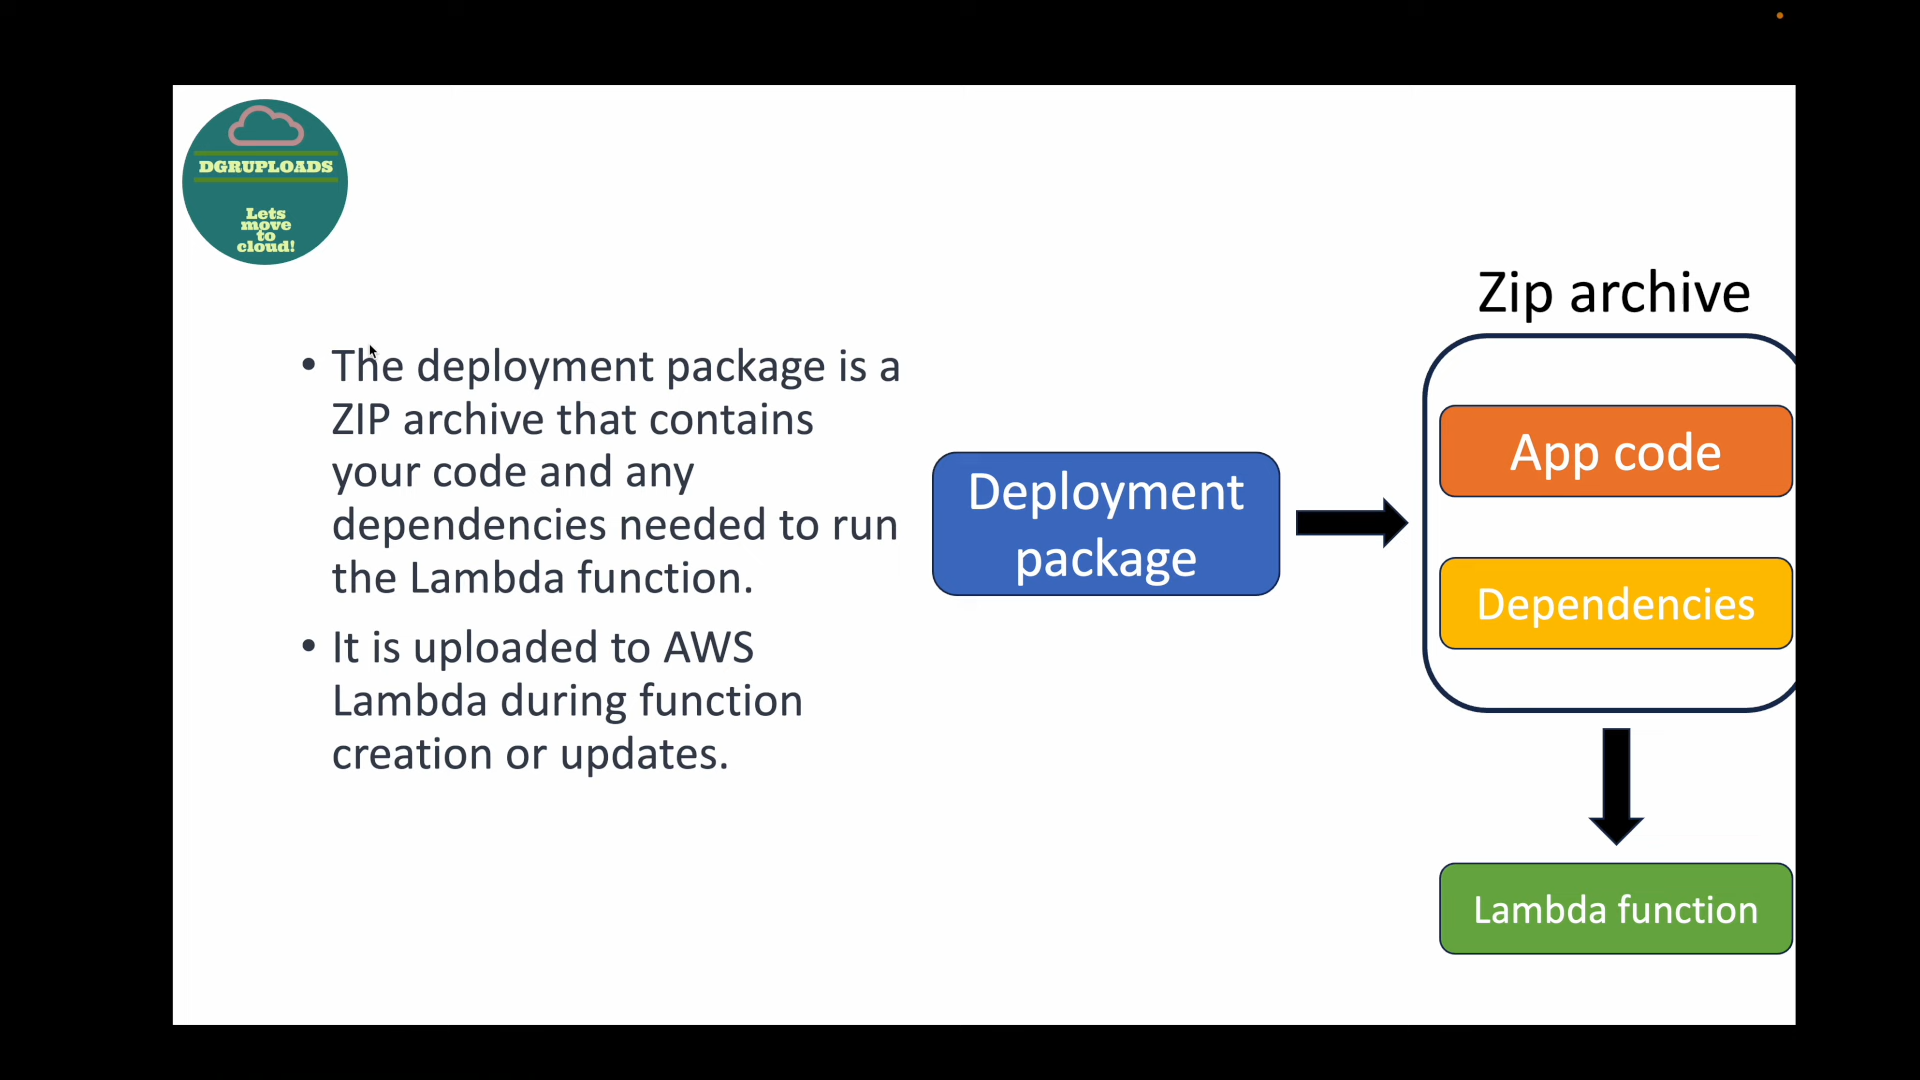 DGRUPLOADS
Lets
move
to
cloud!
• The deployment package is a
ZIP archive that contains
your code and any
dependencies needed to run
the Lambda function.
• It is uploaded to AWS
Lambda during function
creation or updates.
Deployment
package
Zip archive
App code
Dependencies
Lambda function